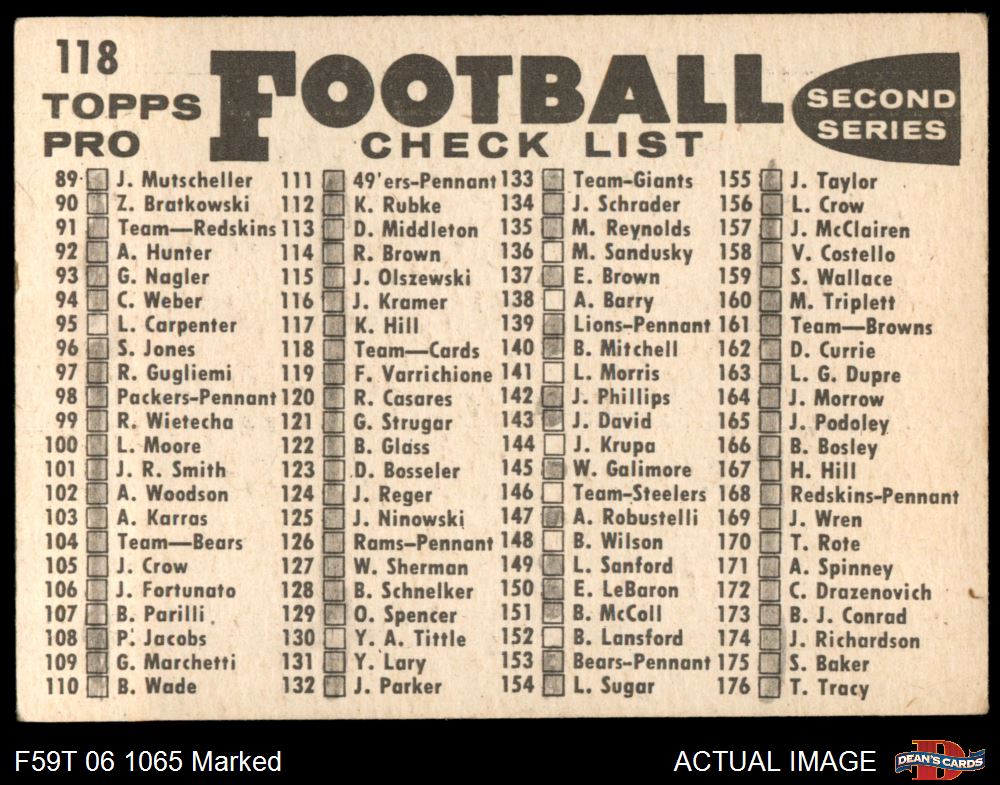 118
TOPPS PRO
FOOTBALL
CHECK LIST
SECOND SERIES
89 J. Mutscheller
90 Z. Bratkowski
91 Team—Redskins
92 A. Hunter
93 G. Nagler
94 C. Weber
95 L. Carpenter
96 S. Jones
97 R. Gugliemi
98 Packers-Pennant
99 R. Wietecha
100 L. Moore
101 J. R. Smith
102 A. Woodson
103 A. Karras
104 Team—Bears
105 J. Crow
106 J. Fortunato
107 B. Parilli
108 P. Jacobs
109 G. Marchetti
110 B. Wade
111 49'ers-Pennant
112 K. Rubke
113 D. Middleton
114 R. Brown
115 J. Olszewski
116 J. Kramer
117 K. Hill
118 Team—Cards
119 F. Varrichione
120 R. Casares
121 G. Strugar
122 B. Glass
123 D. Bosseler
124 J. Reger
125 J. Ninowski
126 Rams-Pennant
127 W. Sherman
128 B. Schnelker
129 O. Spencer
130 Y. A. Tittle
131 Y. Lary
132 J. Parker
133 Team-Giants
134 J. Schrader
135 M. Reynolds
136 M. Sandusky
137 E. Brown
138 A. Barry
139 Lions-Pennant
140 B. Mitchell
141 L. Morris
142 J. Phillips
143 J. David
144 J. Krupa
145 W. Galimore
146 Team-Steelers
147 A. Robustelli
148 B. Wilson
149 L. Sanford
150 E. LeBaron
151 B. McColl
152 B. Lansford
153 Bears-Pennant
154 L. Sugar
155 J. Taylor
156 L. Crow
157 J. McClairen
158 V. Costello
159 S. Wallace
160 M. Triplett
161 Team—Browns
162 D. Currie
163 L. G. Dupre
164 J. Morrow
165 J. Podoley
166 B. Bosley
167 H. Hill
168 Redskins-Pennant
169 J. Wren
170 T. Rote
171 A. Spinney
172 C. Drazenovich
173 B. J. Conrad
174 J. Richardson
175 S. Baker
176 T. Tracy
F59T 06 1065 Marked
ACTUAL IMAGE
D
DEAN'S CARDS